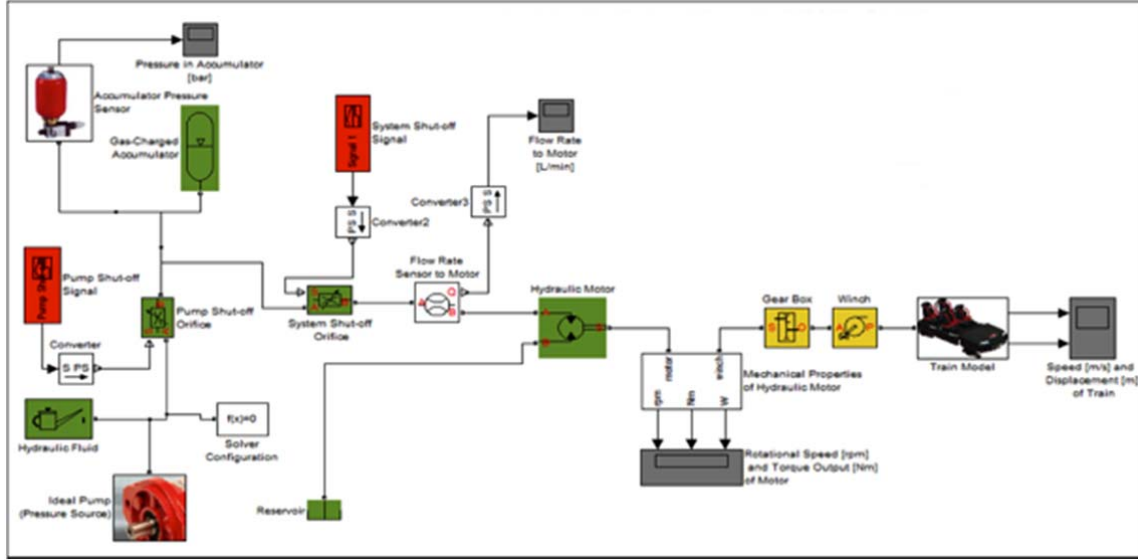 Pressure in Accumulator
[bar]
Accumulator Pressure
Sensor
Gas-Charged
Accumulator
System Shut-off
Signal
Signal 1
Flow Rate
to Motor
[L/min]
PS S
Converter2
Converter3
PS S
Pump Shut-off
Signal
Pump Shut-off
Orifice
Converter
S PS
Flow Rate
Sensor to Motor
Q
A
B
S
A
B
System Shut-off
Orifice
Hydraulic Motor
A
B
S
Gear Box
S
O
Winch
A
P
Train Model
Speed [m/s] and
Displacement [m]
of Train
motor
winch
rpm
Nm
W
Mechanical Properties
of Hydraulic Motor
Rotational Speed [rpm]
and Torque Output [Nm]
of Motor
Hydraulic Fluid
f(x)=0
Solver
Configuration
Ideal Pump
(Pressure Source)
Reservoir